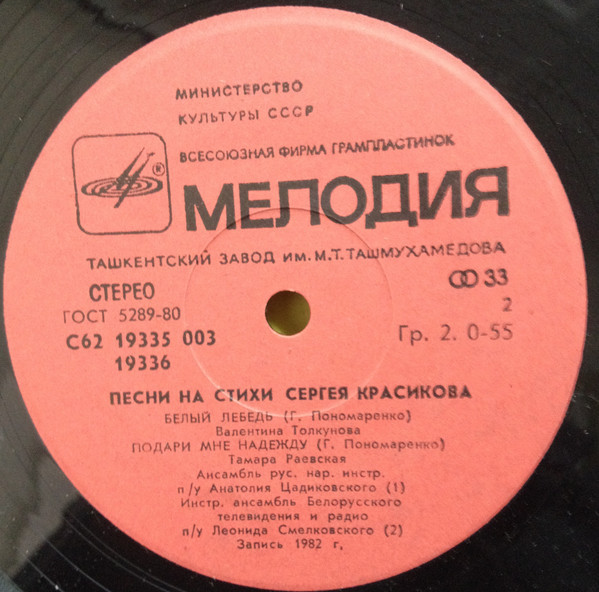 МИНИСТЕРСТВО
КУЛЬТУРЫ СССР
ВСЕСОЮЗНАЯ ФИРМА ГРАМПЛАСТИНОК
®
МЕЛОДИЯ
ТАШКЕНТСКИЙ ЗАВОД ИМ. М.Т. ТАШМУХАМЕДОВА
СТЕРЕО 33
ГОСТ 5289-80 2
С62 19335 003 Гр. 2. 0-55
19336
ПЕСНИ НА СТИХИ СЕРГЕЯ КРАСИКОВА
БЕЛЫЙ ЛЕБЕДЬ (Г. Пономаренко)
Валентина Толкунова
ПОДАРИ МНЕ НАДЕЖДУ (Г. Пономаренко)
Тамара Раевская
Ансамбль рус. нар. инстр.
п/у Анатолия Цадиковского (1)
Инстр. ансамбль Белорусского
телевидения и радио
п/у Леонида Смелковского (2)
Запись 1982 г,